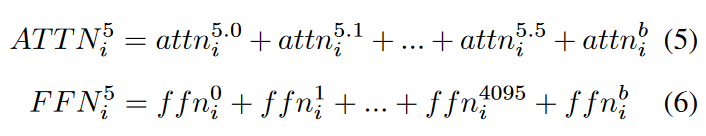 ATTN_i^5 = attn_i^{5.0} + attn_i^{5.1} + ... + attn_i^{5.5} + attn_i^b (5)
FFN_i^5 = ffn_i^0 + ffn_i^1 + ... + ffn_i^{4095} + ffn_i^b (6)